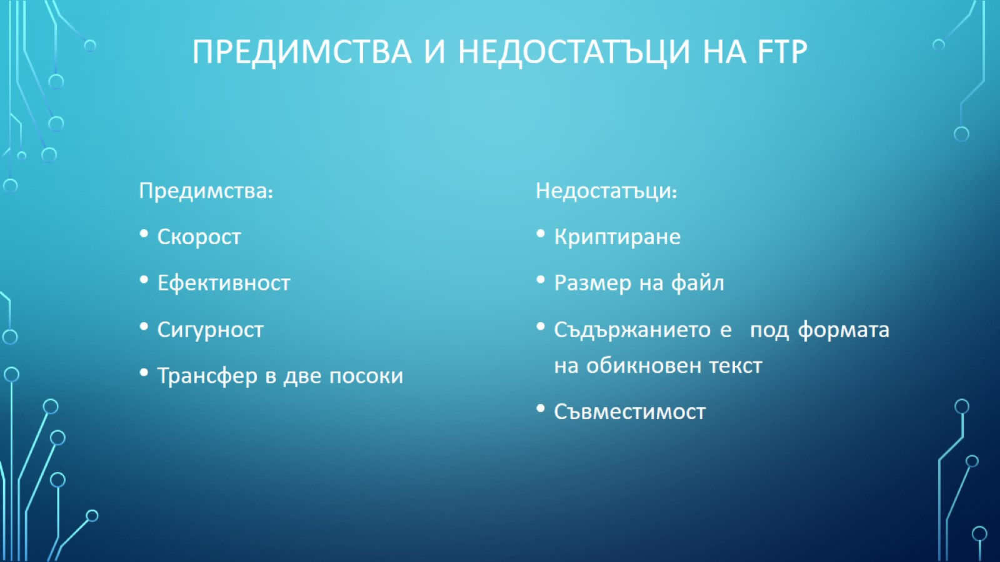 ПРЕДИМСТВА И НЕДОСТАТЪЦИ НА FTP
Предимства:
• Скорост
• Ефективност
• Сигурност
• Трансфер в две посоки
Недостатъци:
• Криптиране
• Размер на файл
• Съдържанието е под формата
на обикновен текст
• Съвместимост